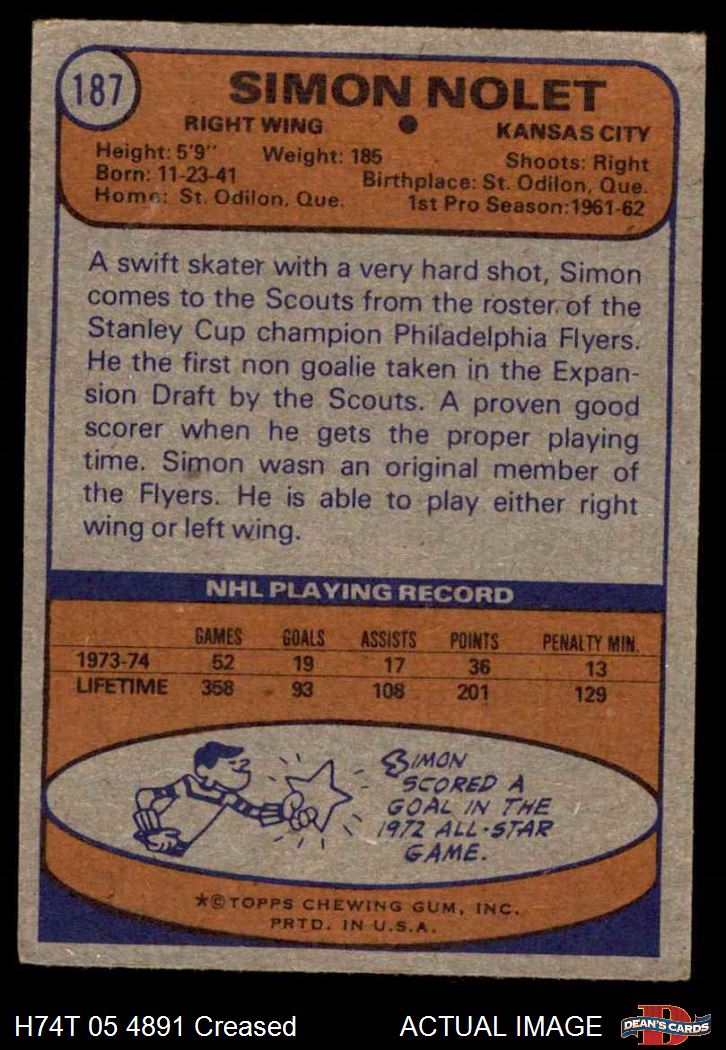 187
SIMON NOLET
RIGHT WING • KANSAS CITY
Height: 5'9" Weight: 185 Shoots: Right
Born: 11-23-41 Birthplace: St. Odilon, Que.
Home: St. Odilon, Que. 1st Pro Season:1961-62
A swift skater with a very hard shot, Simon
comes to the Scouts from the roster of the
Stanley Cup champion Philadelphia Flyers.
He the first non goalie taken in the Expan-
sion Draft by the Scouts. A proven good
scorer when he gets the proper playing
time. Simon wasn an original member of
the Flyers. He is able to play either right
wing or left wing.
NHL PLAYING RECORD
GAMES GOALS ASSISTS POINTS PENALTY MIN.
1973-74 52 19 17 36 13
LIFETIME 358 93 108 201 129
SIMON
SCORED A
GOAL IN THE
1972 ALL-STAR
GAME.
*©TOPPS CHEWING GUM, INC.
PRTD. IN U.S.A.
H74T 05 4891 Creased ACTUAL IMAGE
D
DEAN'S CARDS